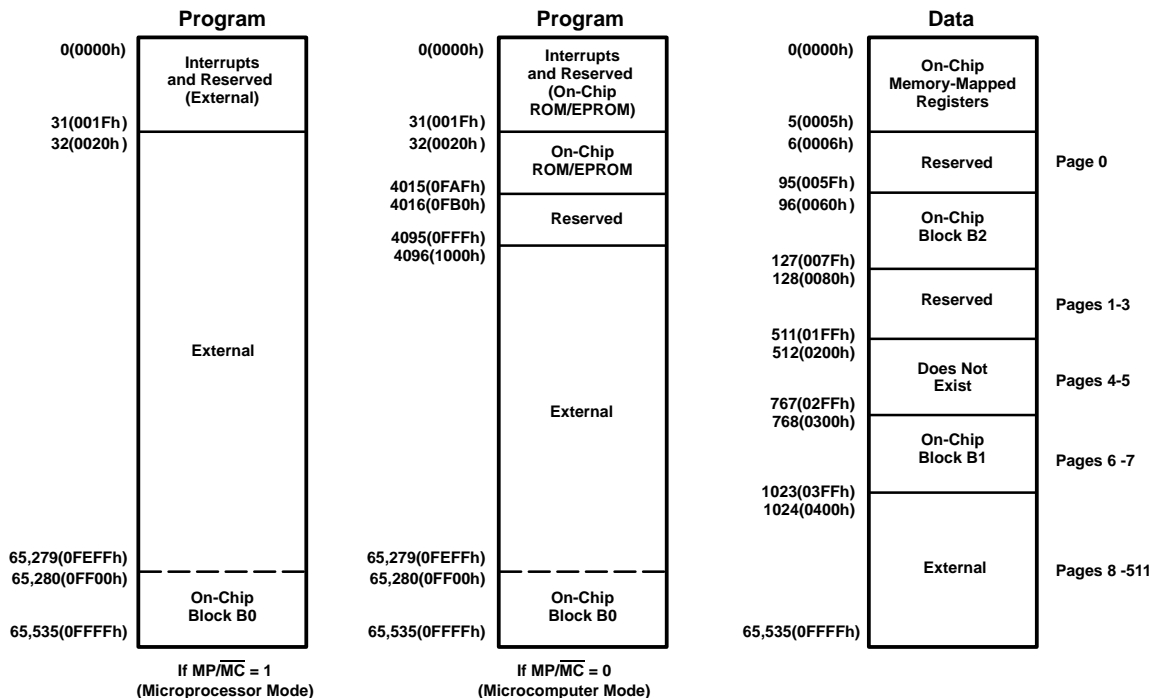 Program
0(0000h)
Interrupts
and Reserved
(External)
31(001Fh)
32(0020h)
External
65,279(0FEFFh)
65,280(0FF00h)
On-Chip
Block B0
65,535(0FFFFh)
If MP/MC = 1
(Microprocessor Mode)
Program
0(0000h)
Interrupts
and Reserved
(On-Chip
ROM/EPROM)
31(001Fh)
32(0020h)
On-Chip
ROM/EPROM
4015(0FAFh)
4016(0FB0h)
Reserved
4095(0FFFh)
4096(1000h)
External
65,279(0FEFFh)
65,280(0FF00h)
On-Chip
Block B0
65,535(0FFFFh)
If MP/MC = 0
(Microcomputer Mode)
Data
0(0000h)
On-Chip
Memory-Mapped
Registers
5(0005h)
6(0006h)
Reserved
Page 0
95(005Fh)
96(0060h)
On-Chip
Block B2
127(007Fh)
128(0080h)
Reserved
Pages 1-3
511(01FFh)
512(0200h)
Does Not
Exist
Pages 4-5
767(02FFh)
768(0300h)
On-Chip
Block B1
Pages 6 -7
1023(03FFh)
1024(0400h)
External
Pages 8 -511
65,535(0FFFFh)